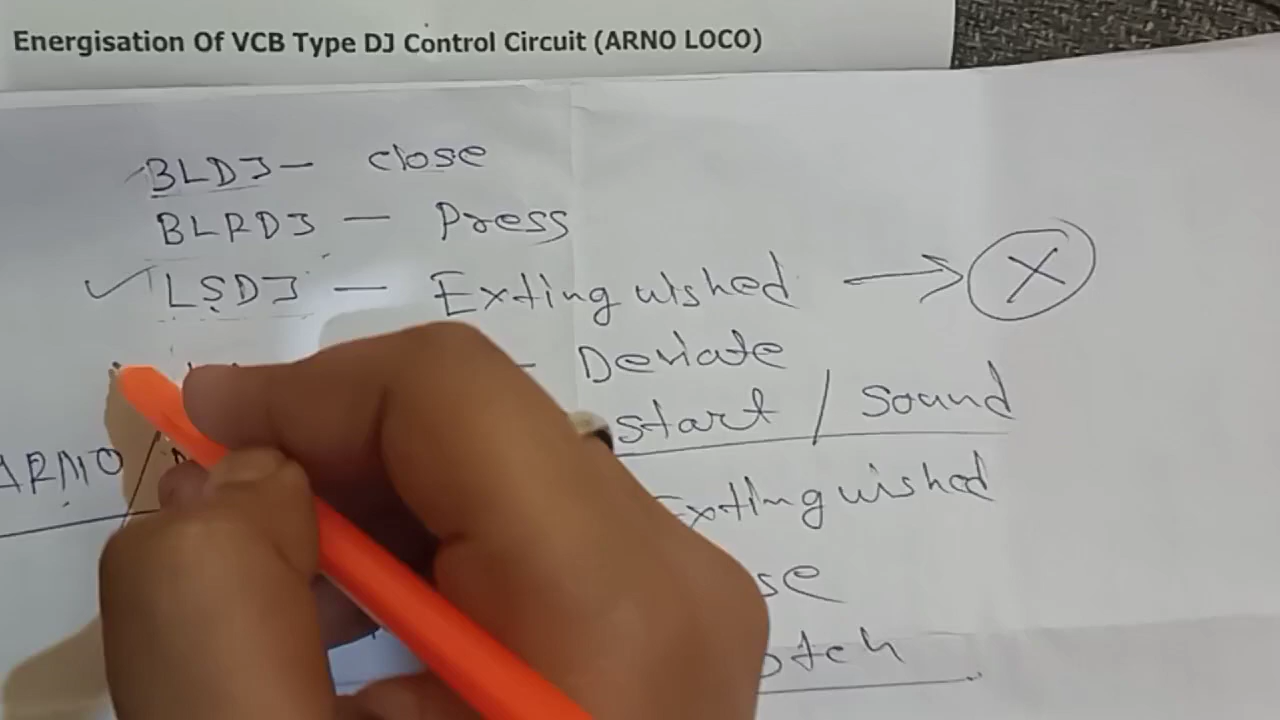 Energisation Of VCB Type DJ Control Circuit (ARNO LOCO)
BLDJ - close
BLRDJ - Press
✓ LSDJ - Extinguished → X
- Deviate
ARNO / start / sound
Extinguished